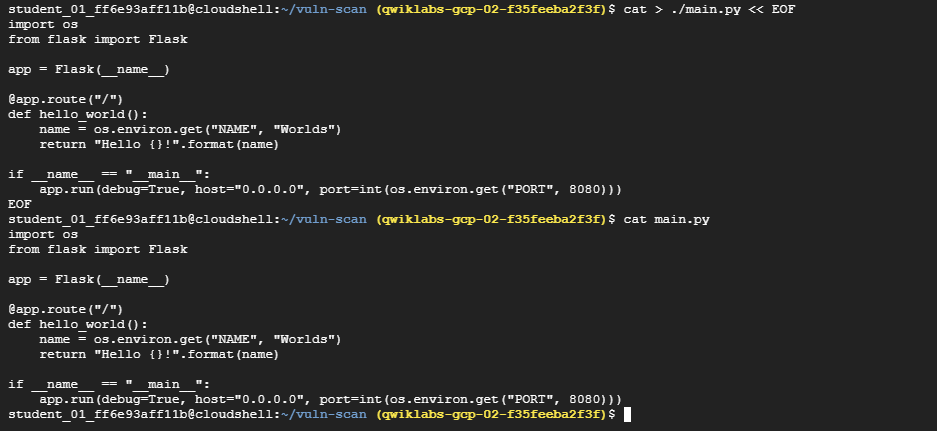 student_01_ff6e93aff11b@cloudshell:~/vuln-scan (qwiklabs-gcp-02-f35feeba2f3f)$ cat > ./main.py << EOF
import os
from flask import Flask

app = Flask(__name__)

@app.route("/")
def hello_world():
    name = os.environ.get("NAME", "Worlds")
    return "Hello {}!".format(name)

if __name__ == "__main__":
    app.run(debug=True, host="0.0.0.0", port=int(os.environ.get("PORT", 8080)))
EOF
student_01_ff6e93aff11b@cloudshell:~/vuln-scan (qwiklabs-gcp-02-f35feeba2f3f)$ cat main.py
import os
from flask import Flask

app = Flask(__name__)

@app.route("/")
def hello_world():
    name = os.environ.get("NAME", "Worlds")
    return "Hello {}!".format(name)

if __name__ == "__main__":
    app.run(debug=True, host="0.0.0.0", port=int(os.environ.get("PORT", 8080)))
student_01_ff6e93aff11b@cloudshell:~/vuln-scan (qwiklabs-gcp-02-f35feeba2f3f)$